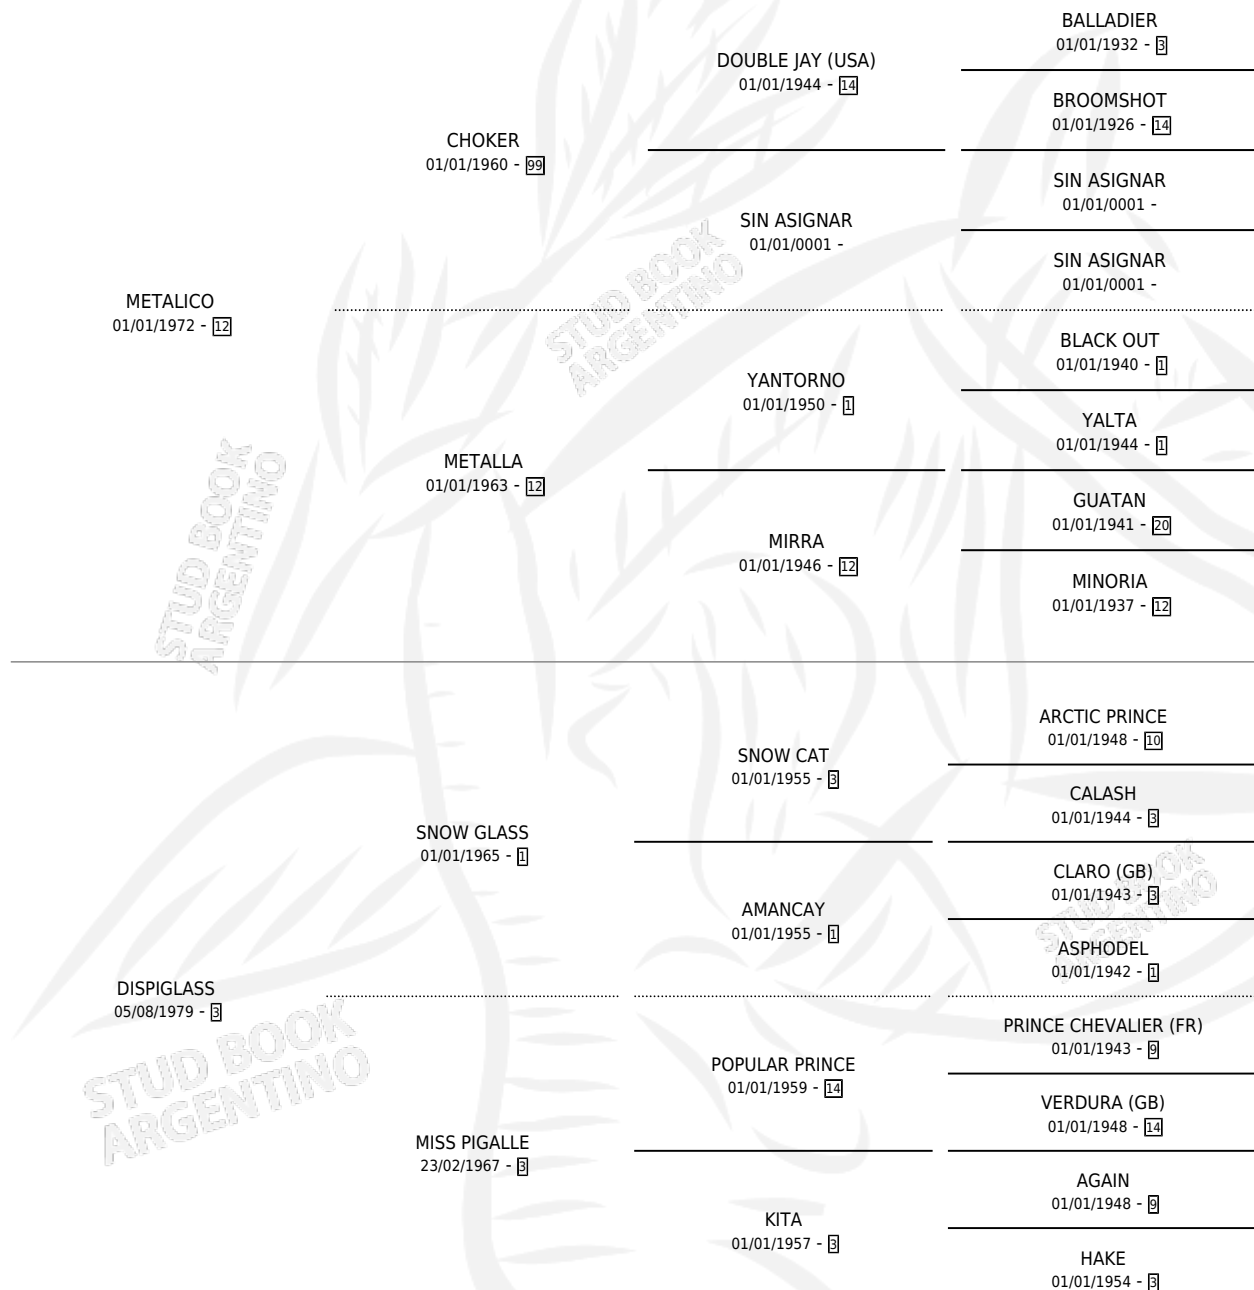 BALLADIER
01/01/1932 - 3
DOUBLE JAY (USA)
01/01/1944 - 14
BROOMSHOT
01/01/1926 - 14
CHOKER
01/01/1960 - 99
SIN ASIGNAR
01/01/0001 -
SIN ASIGNAR
01/01/0001 -
SIN ASIGNAR
01/01/0001 -
METALICO
01/01/1972 - 12
BLACK OUT
01/01/1940 - 1
YANTORNO
01/01/1950 - 1
YALTA
01/01/1944 - 1
METALLA
01/01/1963 - 12
GUATAN
01/01/1941 - 20
MIRRA
01/01/1946 - 12
MINORIA
01/01/1937 - 12
ARCTIC PRINCE
01/01/1948 - 10
SNOW CAT
01/01/1955 - 3
CALASH
01/01/1944 - 3
SNOW GLASS
01/01/1965 - 1
CLARO (GB)
01/01/1943 - 3
AMANCAY
01/01/1955 - 1
ASPHODEL
01/01/1942 - 1
DISPIGLASS
05/08/1979 - 3
PRINCE CHEVALIER (FR)
01/01/1943 - 9
POPULAR PRINCE
01/01/1959 - 14
VERDURA (GB)
01/01/1948 - 14
MISS PIGALLE
23/02/1967 - 3
AGAIN
01/01/1948 - 9
KITA
01/01/1957 - 3
HAKE
01/01/1954 - 3
STUD BOOK
ARGENTINO
STUD BOOK
ARGENTINO
STUD BOOK
ARGENTINO
STUD BOOK
ARGENTINO